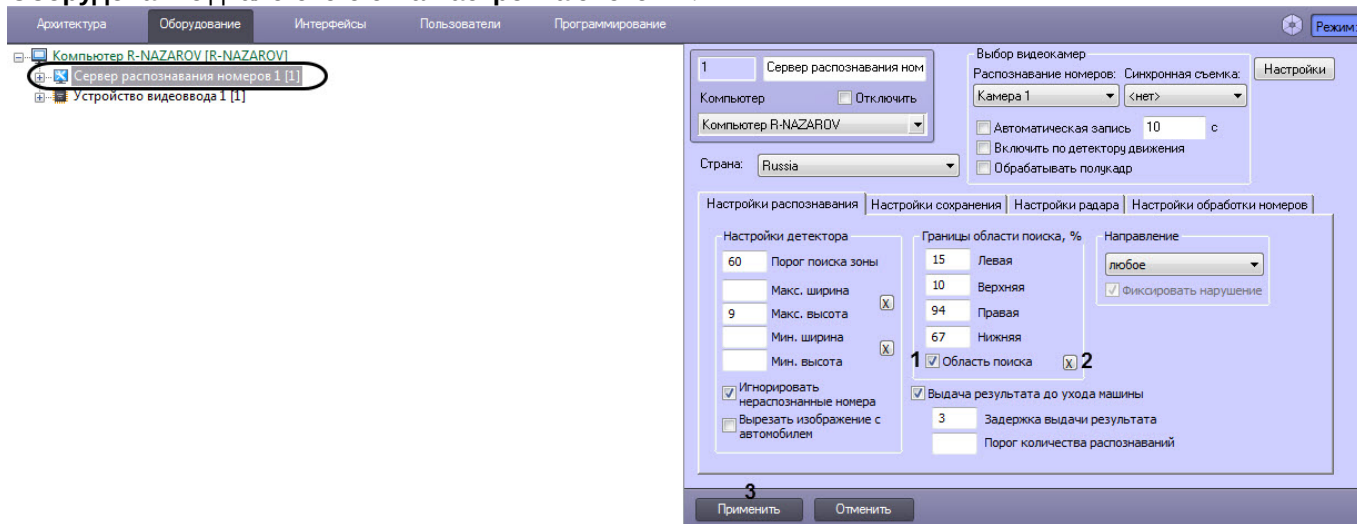 Архитектура Оборудование Интерфейсы Пользователи Программирование Режим:
Компьютер R-NAZAROV [R-NAZAROV]
Сервер распознавания номеров 1 [1]
Устройство видеоввода 1 [1]
1 Сервер распознавания ном
Компьютер Отключить
Компьютер R-NAZAROV
Страна: Russia
Выбор видеокамер
Распознавание номеров: Синхронная съемка: Настройки
Камера 1 <нет>
Автоматическая запись 10 с
Включить по детектору движения
Обрабатывать полукадр
Настройки распознавания Настройки сохранения Настройки радара Настройки обработки номеров
Настройки детектора
60 Порог поиска зоны
Макс. ширина
X
9 Макс. высота
Мин. ширина
X
Мин. высота
Игнорировать
нераспознанные номера
Вырезать изображение с
автомобилем
Границы области поиска, %
15 Левая
10 Верхняя
94 Правая
67 Нижняя
1 Область поиска X 2
Направление
любое
Фиксировать нарушение
Выдача результата до ухода машины
3 Задержка выдачи результата
Порог количества распознаваний
3
Применить Отменить